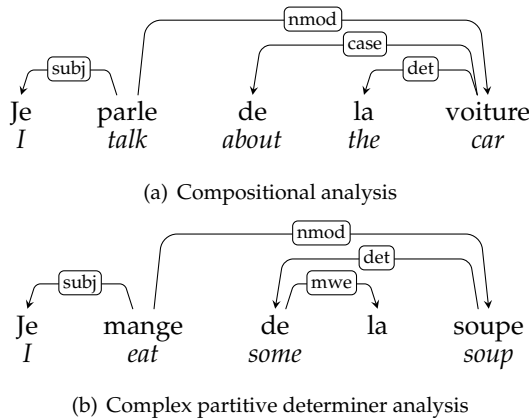 nmod
case
subj
det
Je parle de la voiture
I talk about the car
(a) Compositional analysis
nmod
det
subj
mwe
Je mange de la soupe
I eat some soup
(b) Complex partitive determiner analysis